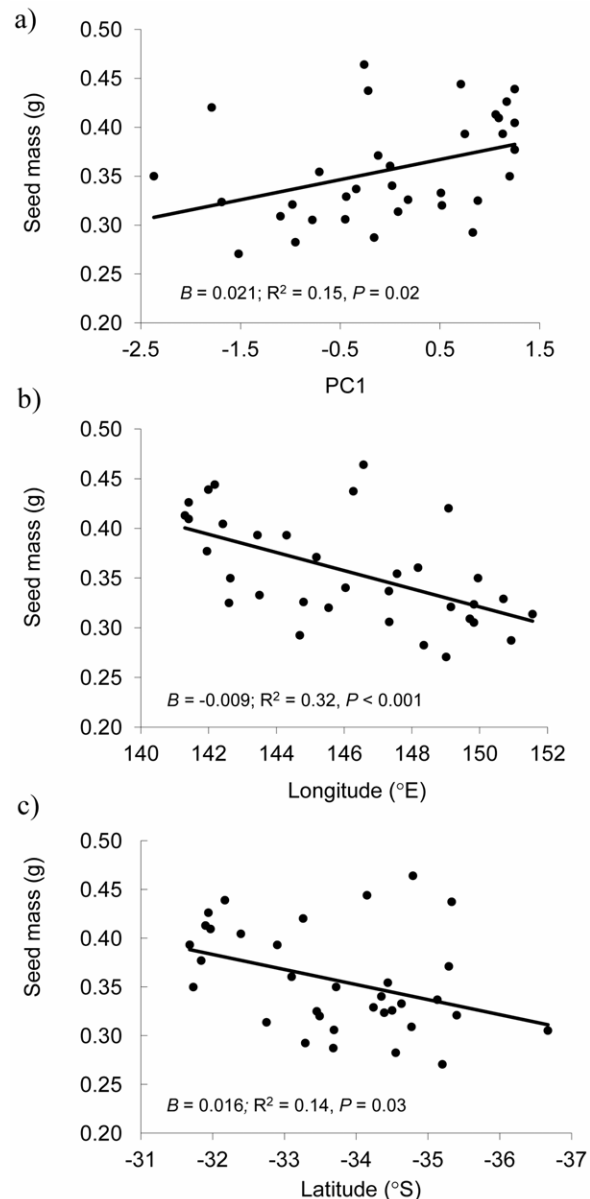 a)
0.50
0.45
0.40
0.35
0.30
0.25
0.20
Seed mass (g)
B = 0.021; R² = 0.15, P = 0.02
-2.5 -1.5 -0.5 0.5 1.5
PC1
b)
0.50
0.45
0.40
0.35
0.30
0.25
0.20
Seed mass (g)
B = -0.009; R² = 0.32, P < 0.001
140 142 144 146 148 150 152
Longitude (°E)
c)
0.50
0.45
0.40
0.35
0.30
0.25
0.20
Seed mass (g)
B = 0.016; R² = 0.14, P = 0.03
-31 -32 -33 -34 -35 -36 -37
Latitude (°S)